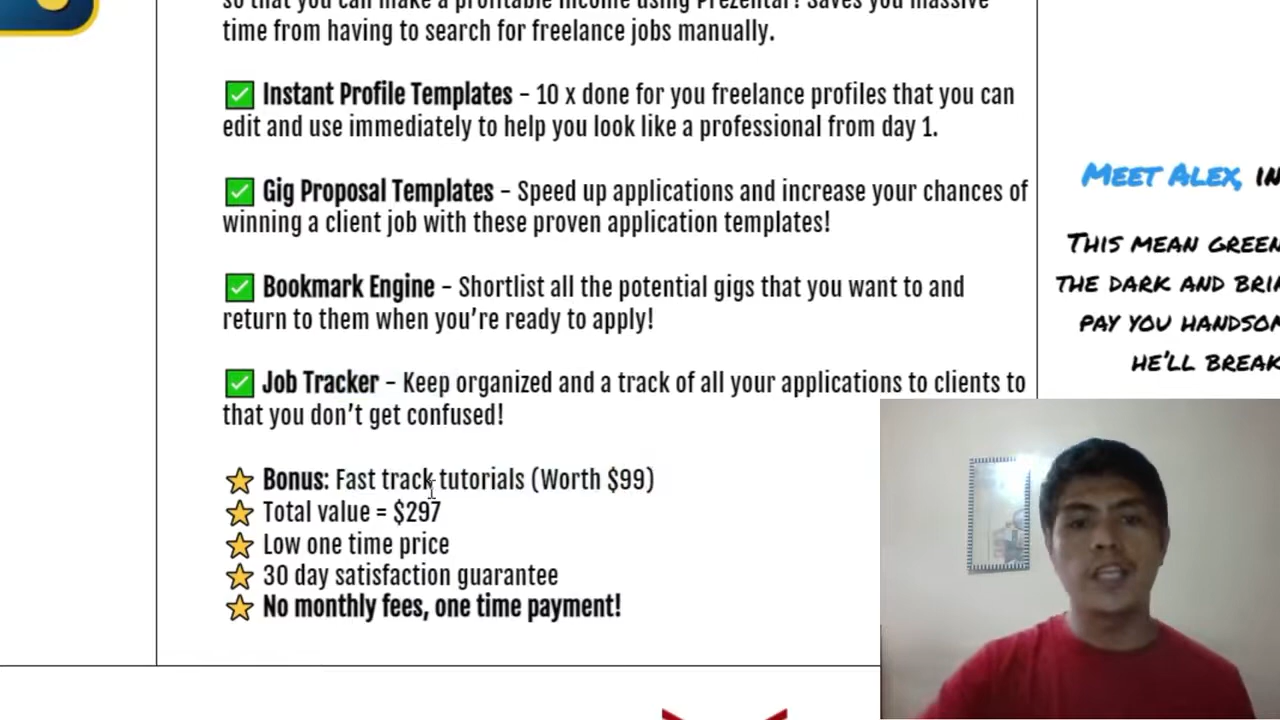 so that you can make a profitable income using Prezentar! Saves you massive
time from having to search for freelance jobs manually.
✅ Instant Profile Templates - 10 x done for you freelance profiles that you can
edit and use immediately to help you look like a professional from day 1.
✅ Gig Proposal Templates - Speed up applications and increase your chances of
winning a client job with these proven application templates!
✅ Bookmark Engine - Shortlist all the potential gigs that you want to and
return to them when you're ready to apply!
✅ Job Tracker - Keep organized and a track of all your applications to clients to
that you don't get confused!
⭐ Bonus: Fast track tutorials (Worth $99)
⭐ Total value = $297
⭐ Low one time price
⭐ 30 day satisfaction guarantee
⭐ No monthly fees, one time payment!
MEET ALEX, IN
THIS MEAN GREEN
THE DARK AND BRIN
PAY YOU HANDSOM
HE'LL BREAK